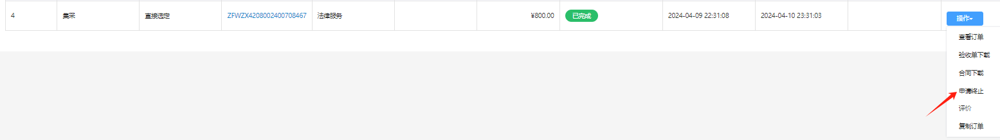 4 集采 直接选定 ZFWZX4208002400708467 法律服务 ¥800.00 已完成 2024-04-09 22:31:08 2024-04-10 23:31:03 操作
查看订单
验收单下载
合同下载
申请终止
评价
复制订单